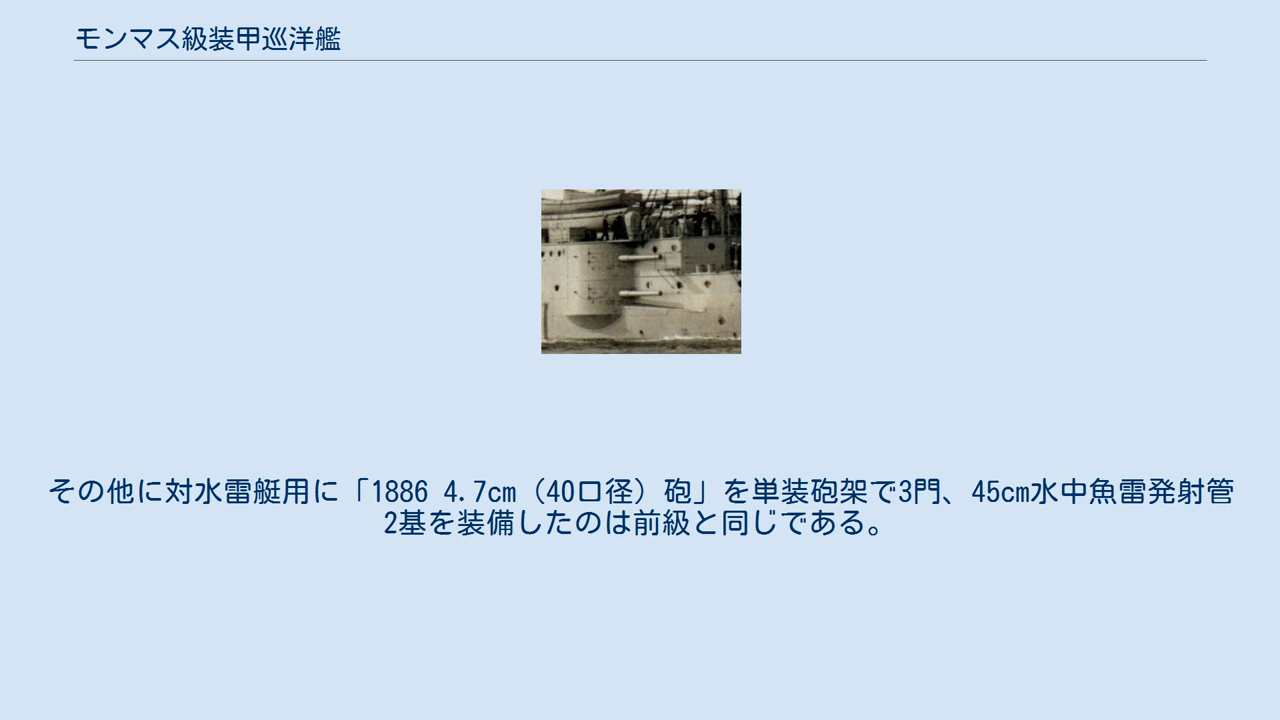 モンマス級装甲巡洋艦
その他に対水雷艇用に「1886 4.7cm（40口径）砲」を単装砲架で3門、45cm水中魚雷発射管
2基を装備したのは前級と同じである。